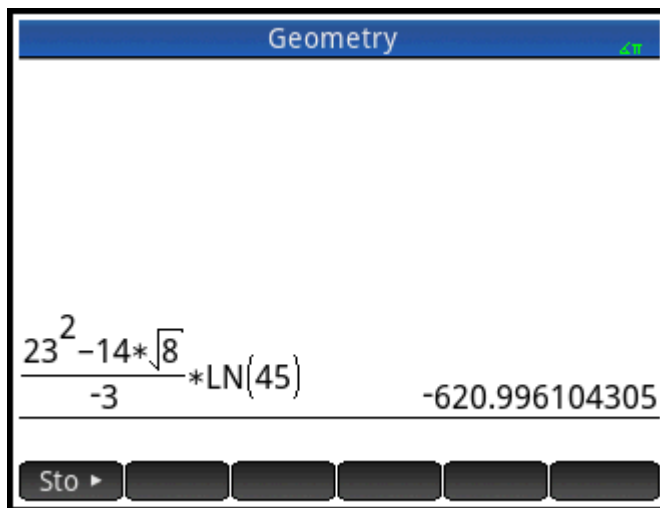 Geometry
∡π
23²−14*√8
-3
*LN(45)
-620.996104305
Sto ▸